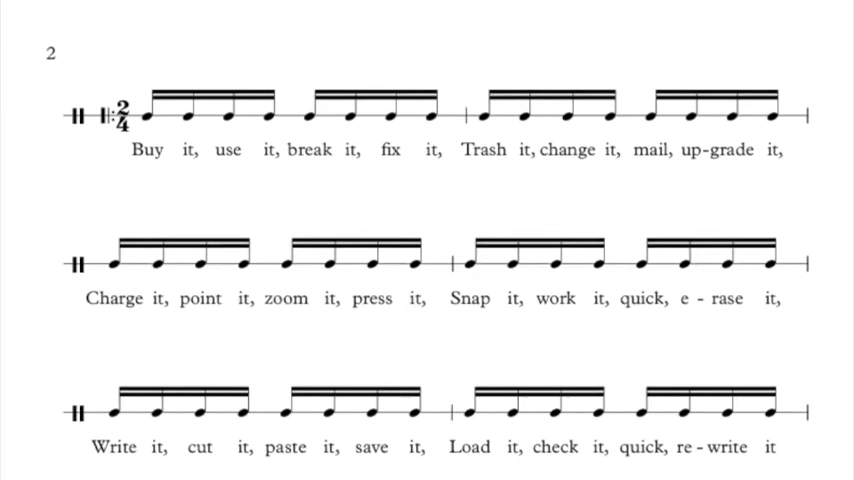 2
2
4
Buy it, use it, break it, fix it, Trash it, change it, mail, up-grade it,
Charge it, point it, zoom it, press it, Snap it, work it, quick, e - rase it,
Write it, cut it, paste it, save it, Load it, check it, quick, re - write it